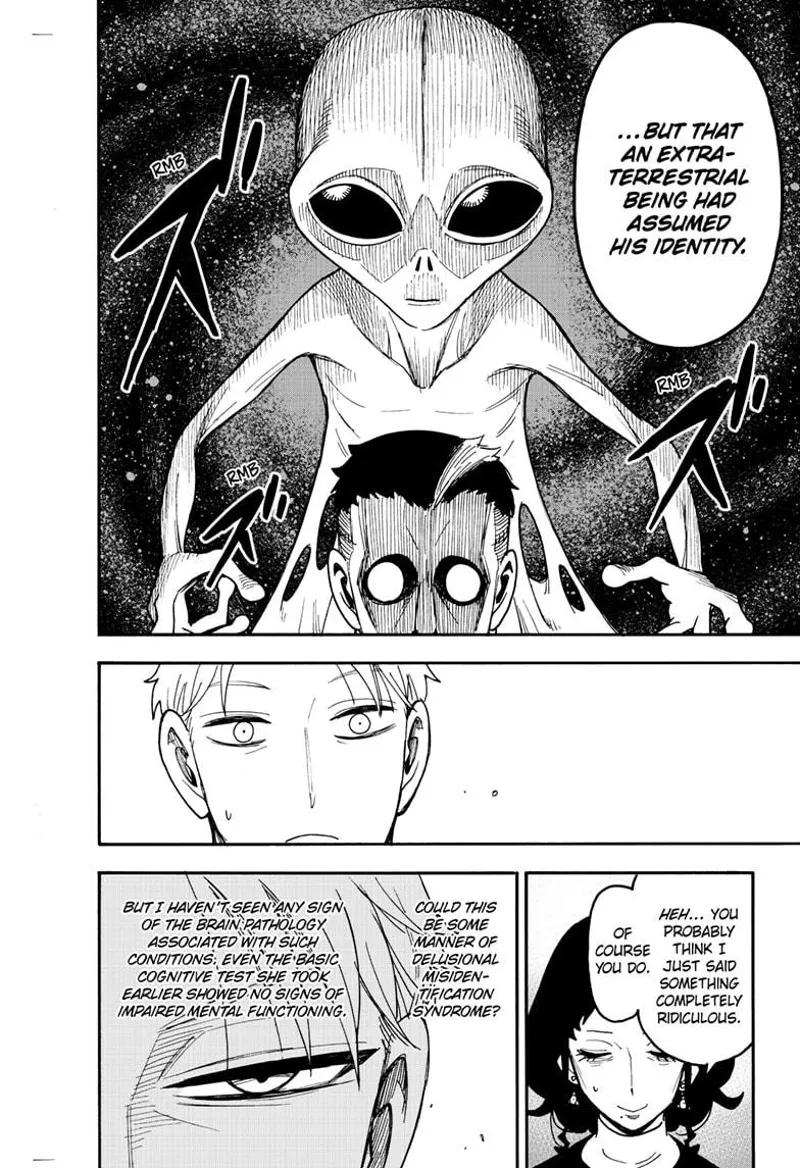 ...BUT THAT
AN EXTRA-
TERRESTRIAL
BEING HAD
ASSUMED
HIS IDENTITY.
RMB
ズ
RMB
ズ
RMB
ズ
HEH... YOU
PROBABLY
THINK I
JUST SAID
SOMETHING
COMPLETELY
RIDICULOUS.
OF
COURSE
YOU DO.
COULD THIS
BE SOME
MANNER OF
DELUSIONAL
MISIDEN-
TIFICATION
SYNDROME?
BUT I HAVEN'T SEEN ANY SIGN
OF THE BRAIN PATHOLOGY
ASSOCIATED WITH SUCH
CONDITIONS. EVEN THE BASIC
COGNITIVE TEST SHE TOOK
EARLIER SHOWED NO SIGNS OF
IMPAIRED MENTAL FUNCTIONING.